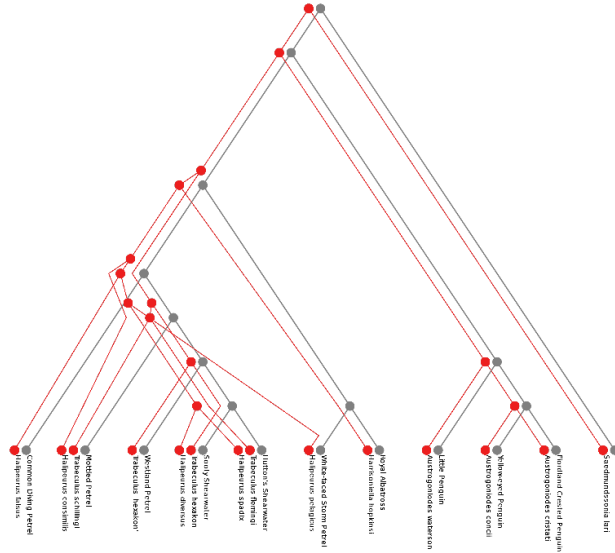 Halipeurus falsus
Common Diving Petrel
Halipeurus consimilis
Trabeculus schillingi
Mottled Petrel
Trabeculus hexakon'
Westland Petrel
Halipeurus diversus
Trabeculus hexakon
Sooty Shearwater
Halipeurus spadix
Trabeculus flemingi
Hutton's Shearwater
Halipeurus pelagicus
White-faced Storm Petrel
Harrisoniella hopkinsi
Royal Albatross
Austrogoniodes waterson
Little Penguin
Austrogoniodes concii
Yellow-eyed Penguin
Austrogoniodes cristati
Fiordland Crested Penguin
Saedmundssonia lari